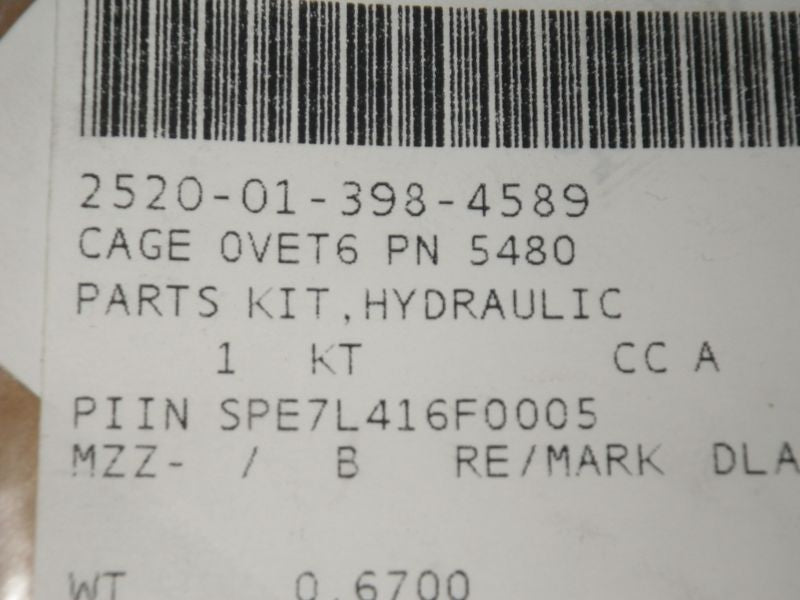 2520-01-398-4589
CAGE 0VET6 PN 5480
PARTS KIT,HYDRAULIC
1 KT CC A
PIIN SPE7L416F0005
MZZ- / B RE/MARK DLA
WT 0.6700